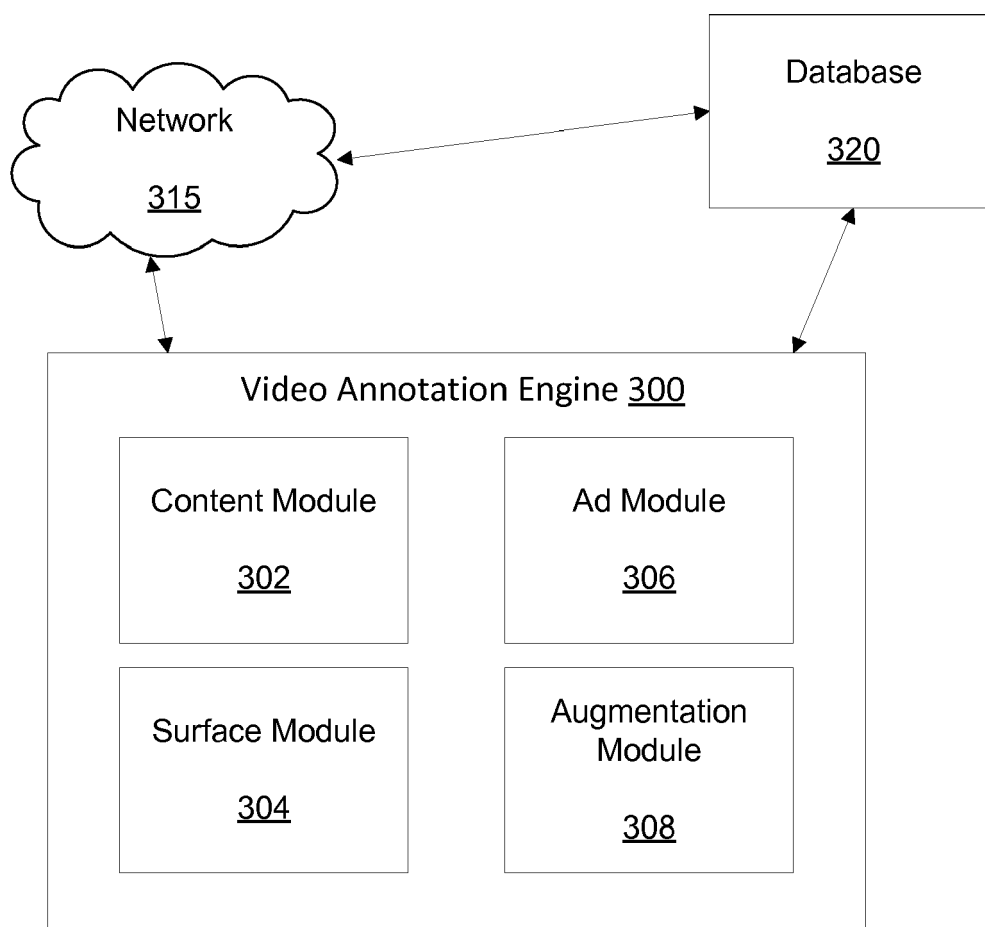 Network
315
Database
320
Video Annotation Engine 300
Content Module
302
Ad Module
306
Surface Module
304
Augmentation
Module
308